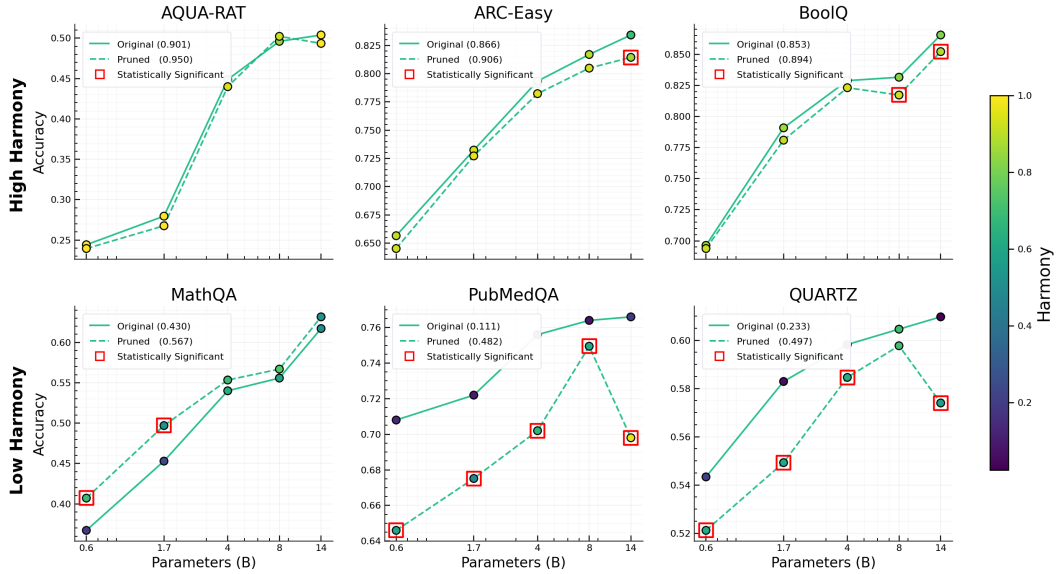 AQUA-RAT
ARC-Easy
BoolQ
High Harmony
Accuracy
0.50
0.45
0.40
0.35
0.30
0.25
Original (0.901)
Pruned (0.950)
Statistically Significant
0.825
0.800
0.775
0.750
0.725
0.700
0.675
0.650
Original (0.866)
Pruned (0.906)
Statistically Significant
0.850
0.825
0.800
0.775
0.750
0.725
0.700
Original (0.853)
Pruned (0.894)
Statistically Significant
MathQA
PubMedQA
QUARTZ
Low Harmony
Accuracy
0.60
0.55
0.50
0.45
0.40
Original (0.430)
Pruned (0.567)
Statistically Significant
0.6 1.7 4 8 14
Parameters (B)
0.76
0.74
0.72
0.70
0.68
0.66
0.64
Original (0.111)
Pruned (0.482)
Statistically Significant
0.6 1.7 4 8 14
Parameters (B)
0.60
0.58
0.56
0.54
0.52
Original (0.233)
Pruned (0.497)
Statistically Significant
0.6 1.7 4 8 14
Parameters (B)
1.0
0.8
0.6
0.4
0.2
Harmony